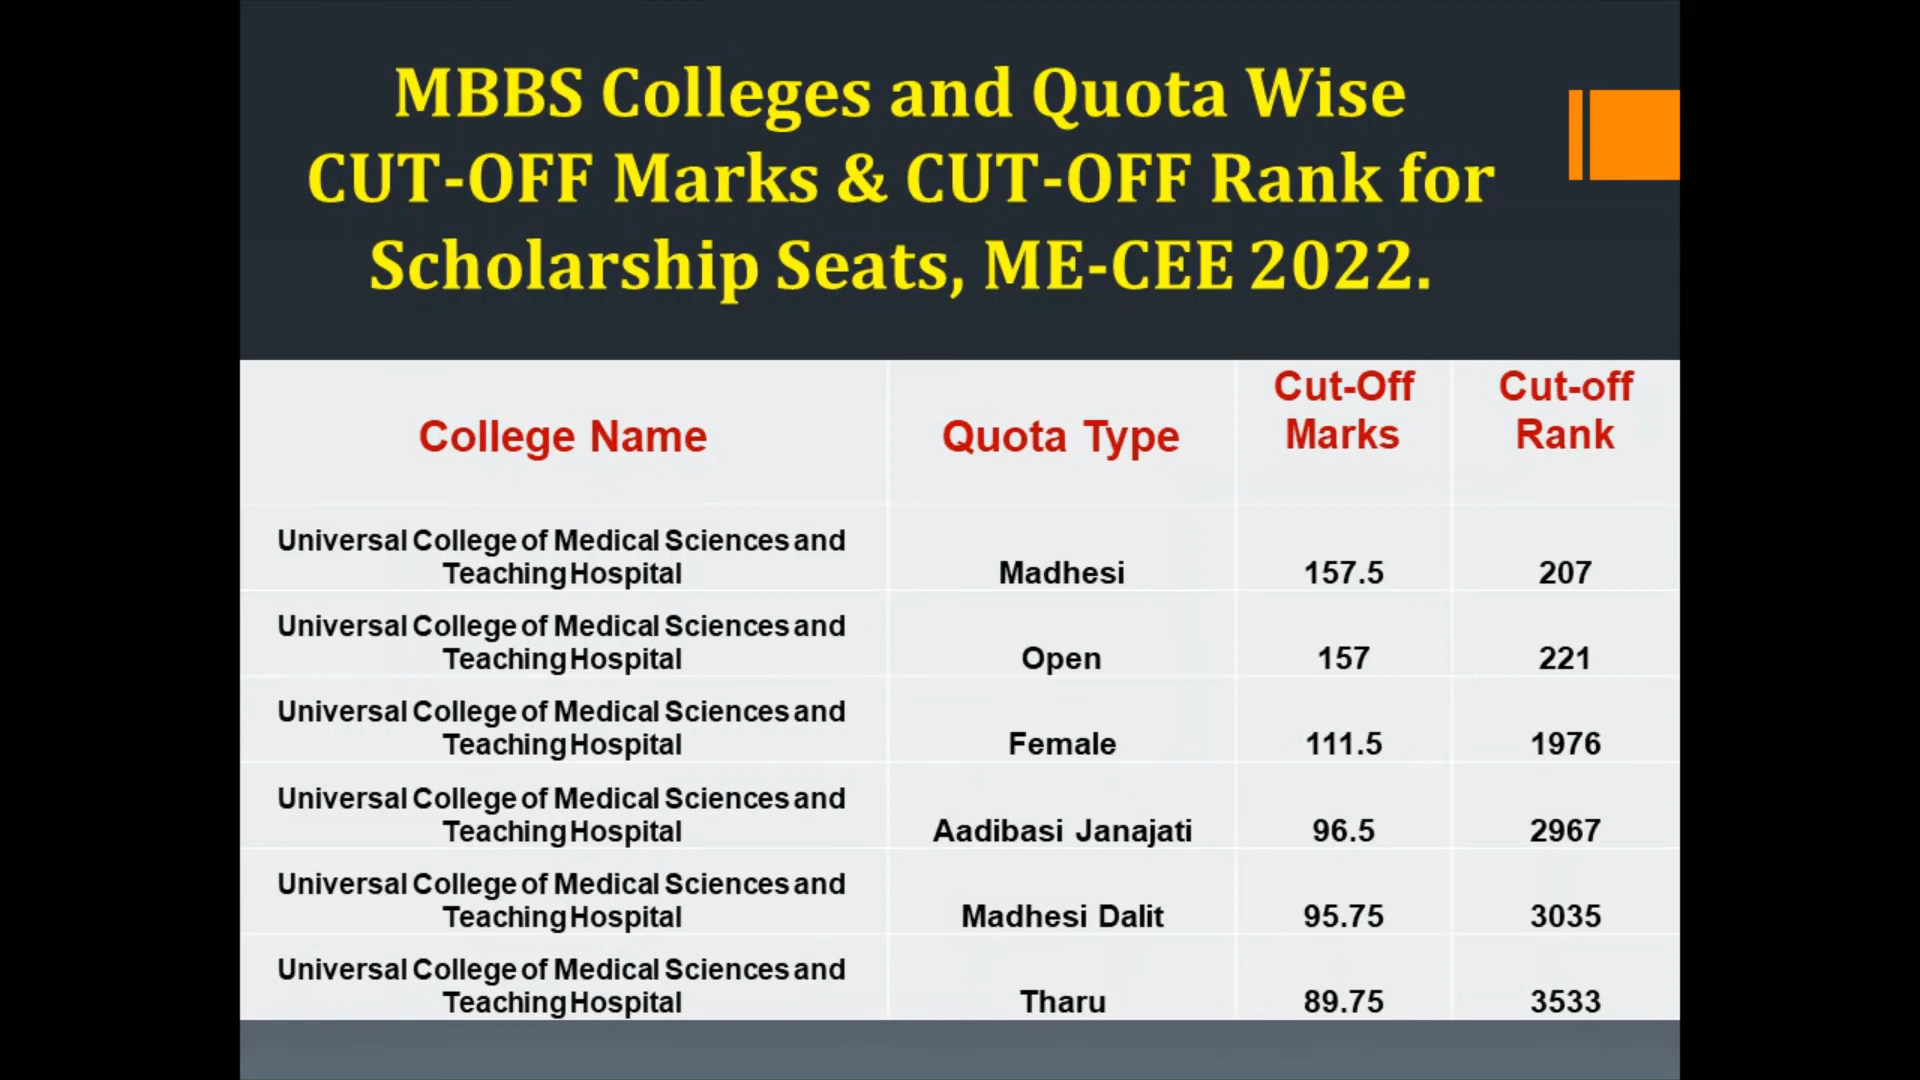 MBBS Colleges and Quota Wise
CUT-OFF Marks & CUT-OFF Rank for
Scholarship Seats, ME-CEE 2022.
College Name Quota Type Cut-Off Marks Cut-off Rank
Universal College of Medical Sciences and
Teaching Hospital Madhesi 157.5 207
Universal College of Medical Sciences and
Teaching Hospital Open 157 221
Universal College of Medical Sciences and
Teaching Hospital Female 111.5 1976
Universal College of Medical Sciences and
Teaching Hospital Aadibasi Janajati 96.5 2967
Universal College of Medical Sciences and
Teaching Hospital Madhesi Dalit 95.75 3035
Universal College of Medical Sciences and
Teaching Hospital Tharu 89.75 3533